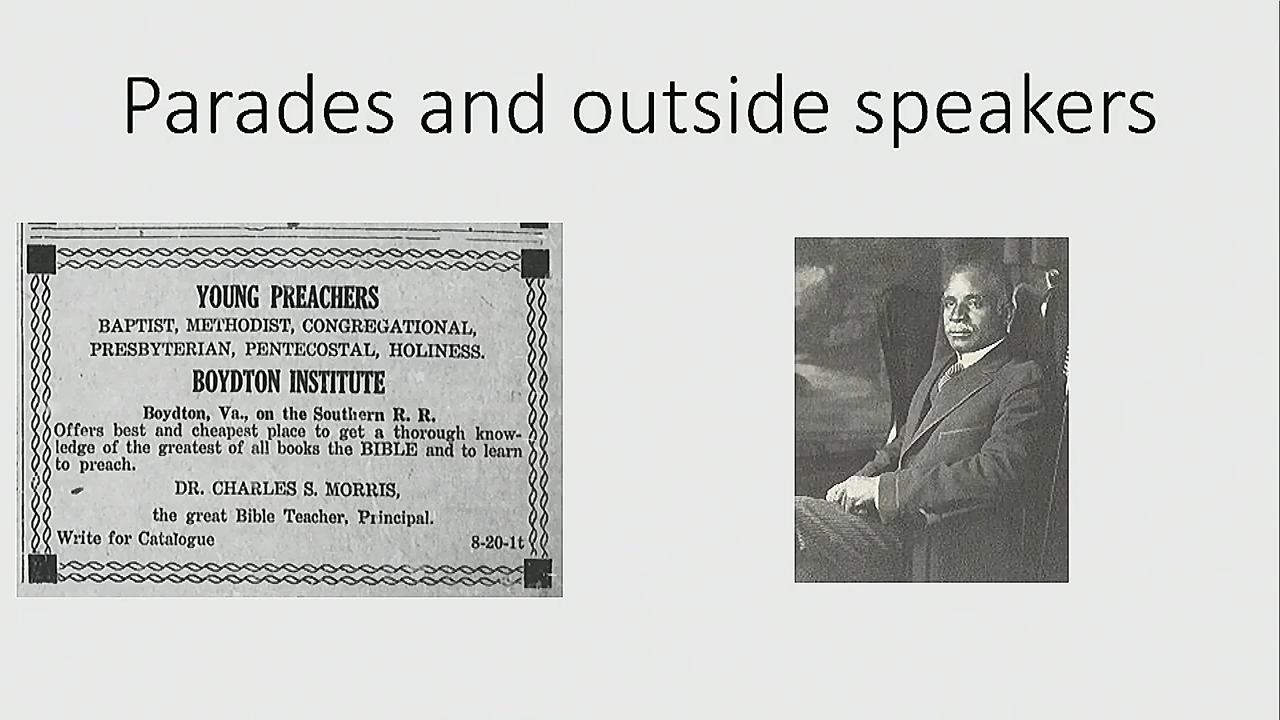 Parades and outside speakers
YOUNG PREACHERS
BAPTIST, METHODIST, CONGREGATIONAL,
PRESBYTERIAN, PENTECOSTAL, HOLINESS.
BOYDTON INSTITUTE
Boydton, Va., on the Southern R. R.
Offers best and cheapest place to get a thorough know-
ledge of the greatest of all books the BIBLE and to learn
to preach.
DR. CHARLES S. MORRIS,
the great Bible Teacher, Principal.
Write for Catalogue 8-20-1t